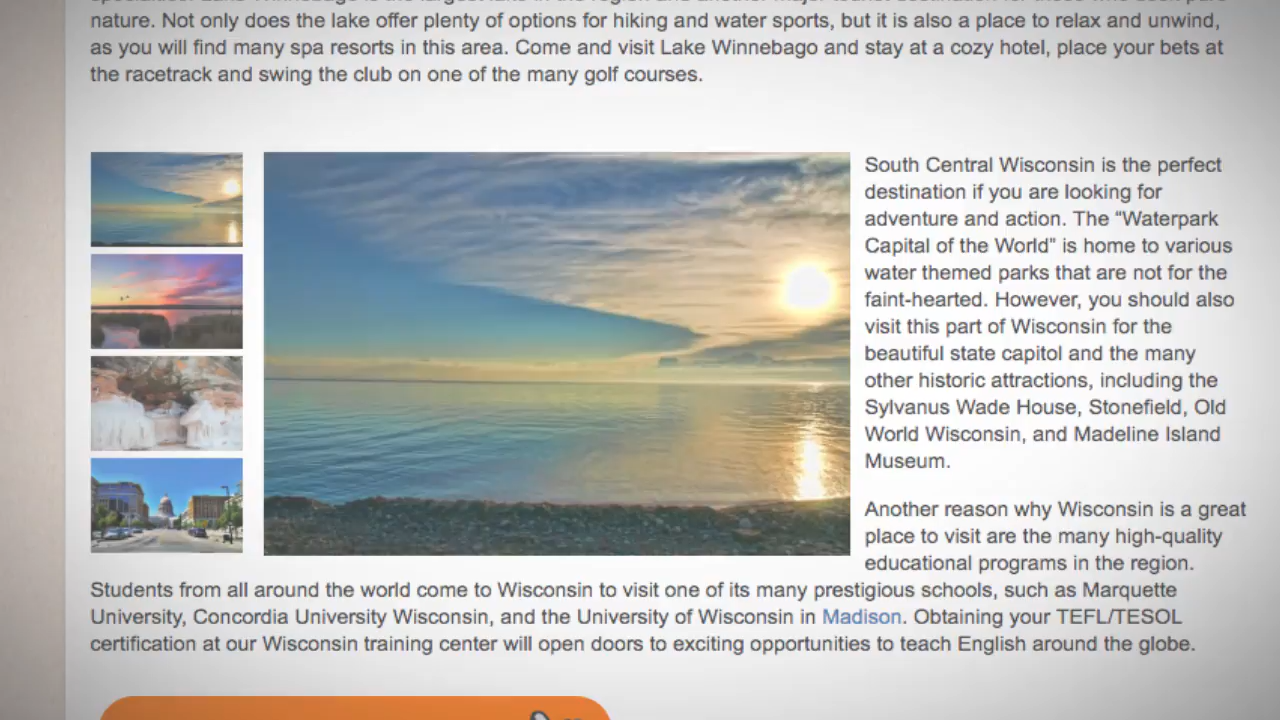 nature. Not only does the lake offer plenty of options for hiking and water sports, but it is also a place to relax and unwind,
as you will find many spa resorts in this area. Come and visit Lake Winnebago and stay at a cozy hotel, place your bets at
the racetrack and swing the club on one of the many golf courses.
South Central Wisconsin is the perfect
destination if you are looking for
adventure and action. The “Waterpark
Capital of the World” is home to various
water themed parks that are not for the
faint-hearted. However, you should also
visit this part of Wisconsin for the
beautiful state capitol and the many
other historic attractions, including the
Sylvanus Wade House, Stonefield, Old
World Wisconsin, and Madeline Island
Museum.
Another reason why Wisconsin is a great
place to visit are the many high-quality
educational programs in the region.
Students from all around the world come to Wisconsin to visit one of its many prestigious schools, such as Marquette
University, Concordia University Wisconsin, and the University of Wisconsin in Madison. Obtaining your TEFL/TESOL
certification at our Wisconsin training center will open doors to exciting opportunities to teach English around the globe.